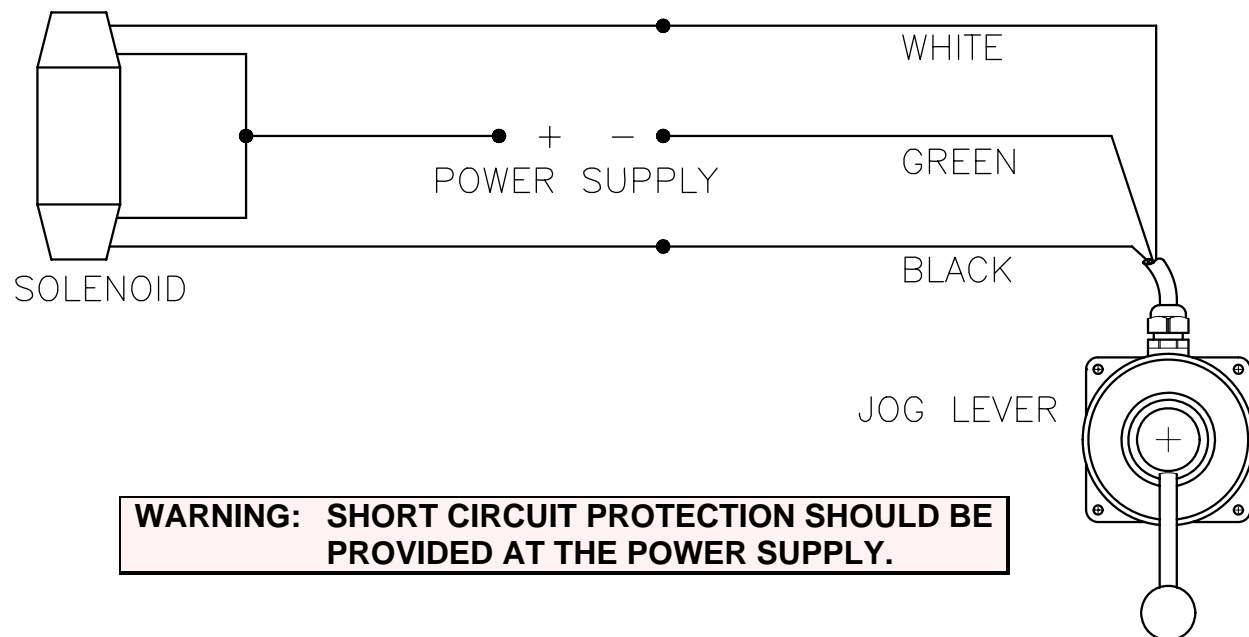 WHITE
+ -
POWER SUPPLY
GREEN
BLACK
SOLENOID
JOG LEVER
WARNING: SHORT CIRCUIT PROTECTION SHOULD BE
PROVIDED AT THE POWER SUPPLY.